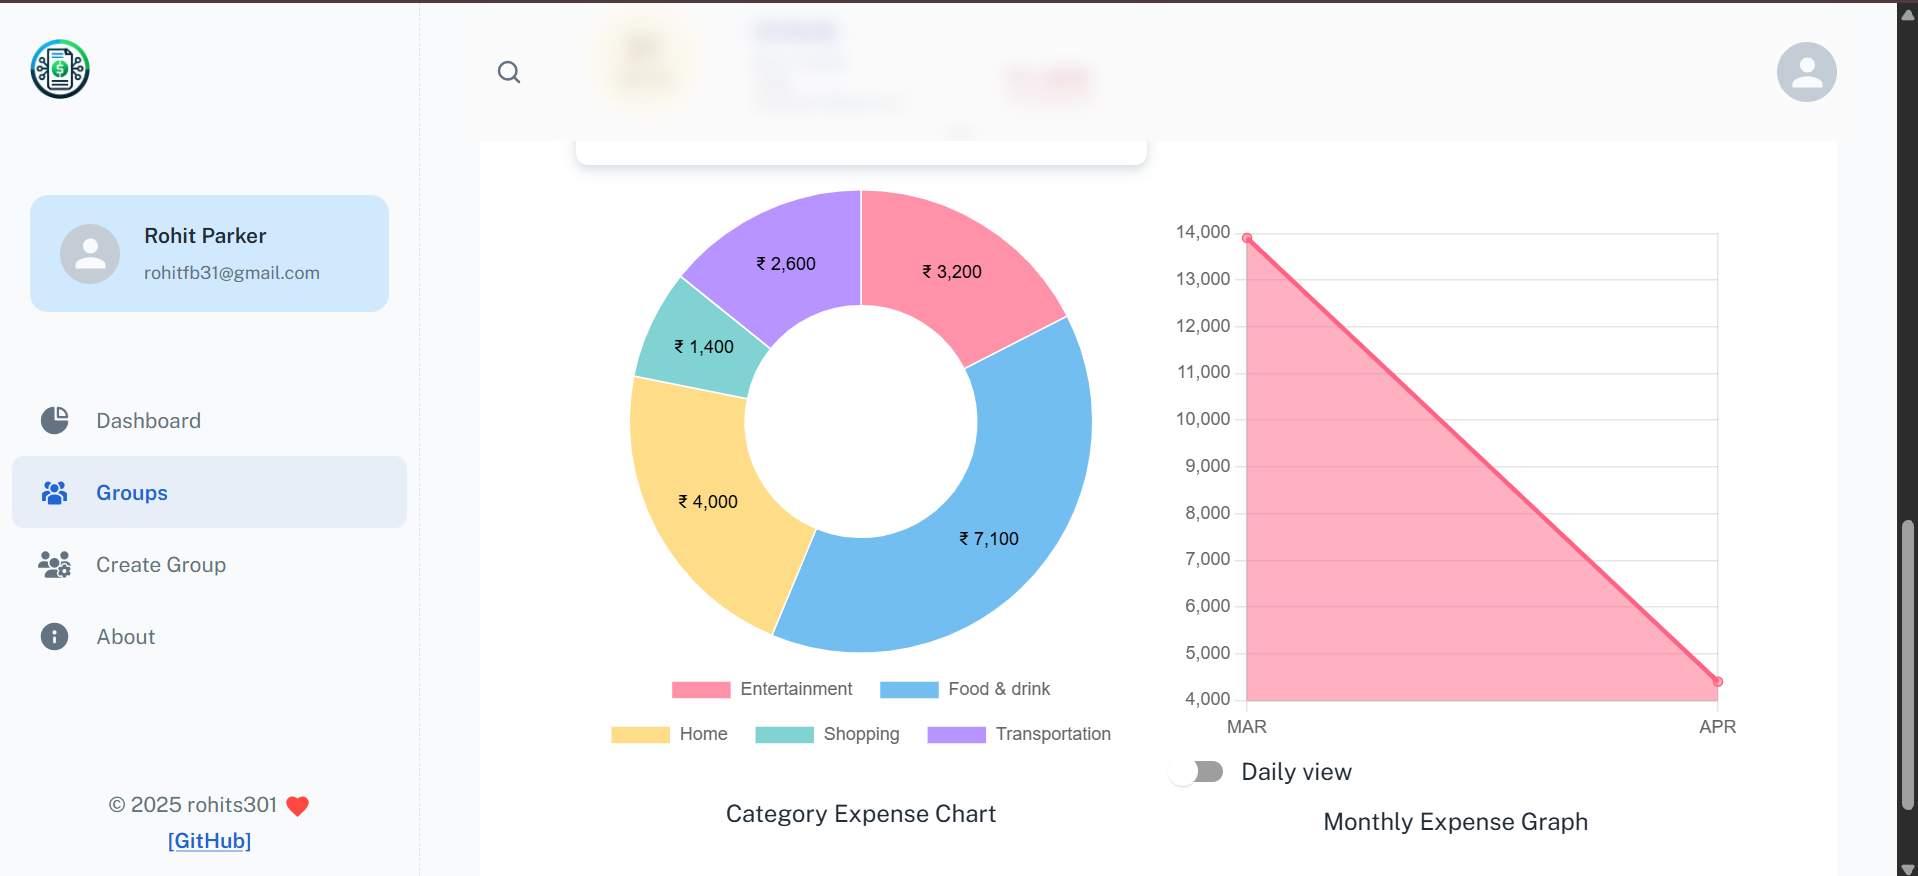 Rohit Parker
rohitfb31@gmail.com
Dashboard
Groups
Create Group
About
© 2025 rohits301
[GitHub]
₹ 2,600
₹ 3,200
₹ 1,400
₹ 4,000
₹ 7,100
Entertainment
Food & drink
Home
Shopping
Transportation
Category Expense Chart
14,000
13,000
12,000
11,000
10,000
9,000
8,000
7,000
6,000
5,000
4,000
MAR
APR
Daily view
Monthly Expense Graph